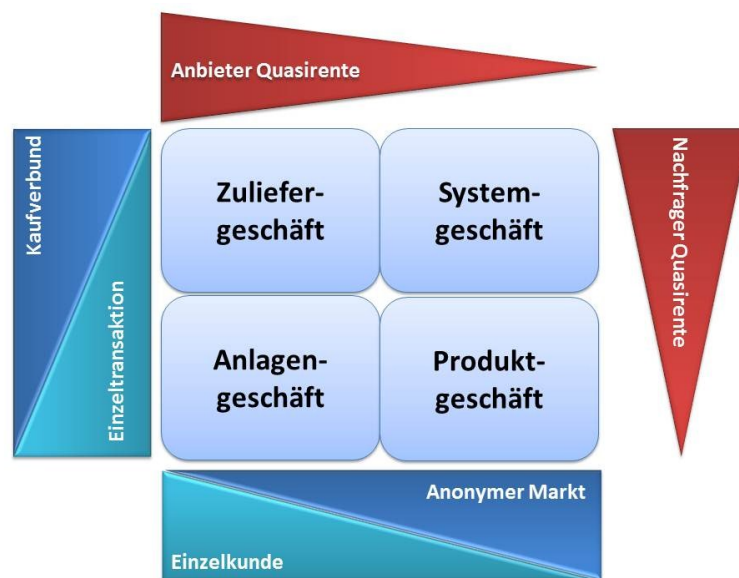 Anbieter Quasirente
Kaufverbund
Einzeltransaktion
Zuliefer-
geschäft
System-
geschäft
Nachfrager Quasirente
Anlagen-
geschäft
Produkt-
geschäft
Anonymer Markt
Einzelkunde